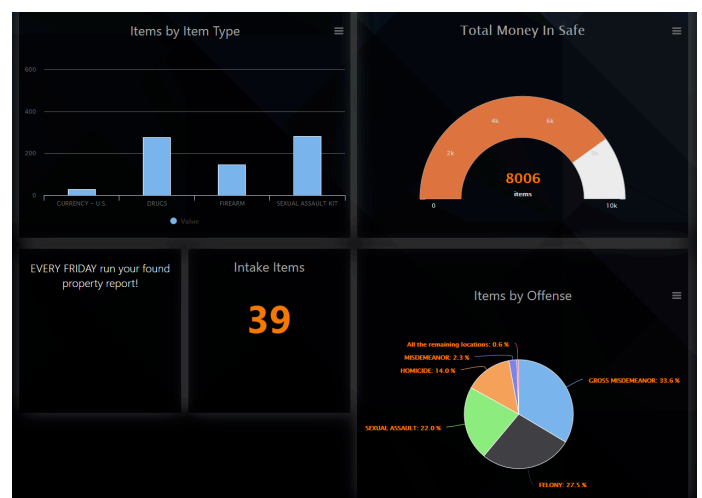 Items by Item Type
600
400
200
0
CURRENCY – U.S.
DRUGS
FIREARM
SEXUAL ASSAULT KIT
Value
Total Money In Safe
2k
4k
6k
8006
items
0
10k
EVERY FRIDAY run your found
property report!
Intake Items
39
Items by Offense
All the remaining locations: 0.6 %
MISDEMEANOR: 2.3 %
HOMICIDE: 14.0 %
GROSS MISDEMEANOR: 33.6 %
SEXUAL ASSAULT: 22.0 %
FELONY: 27.5 %